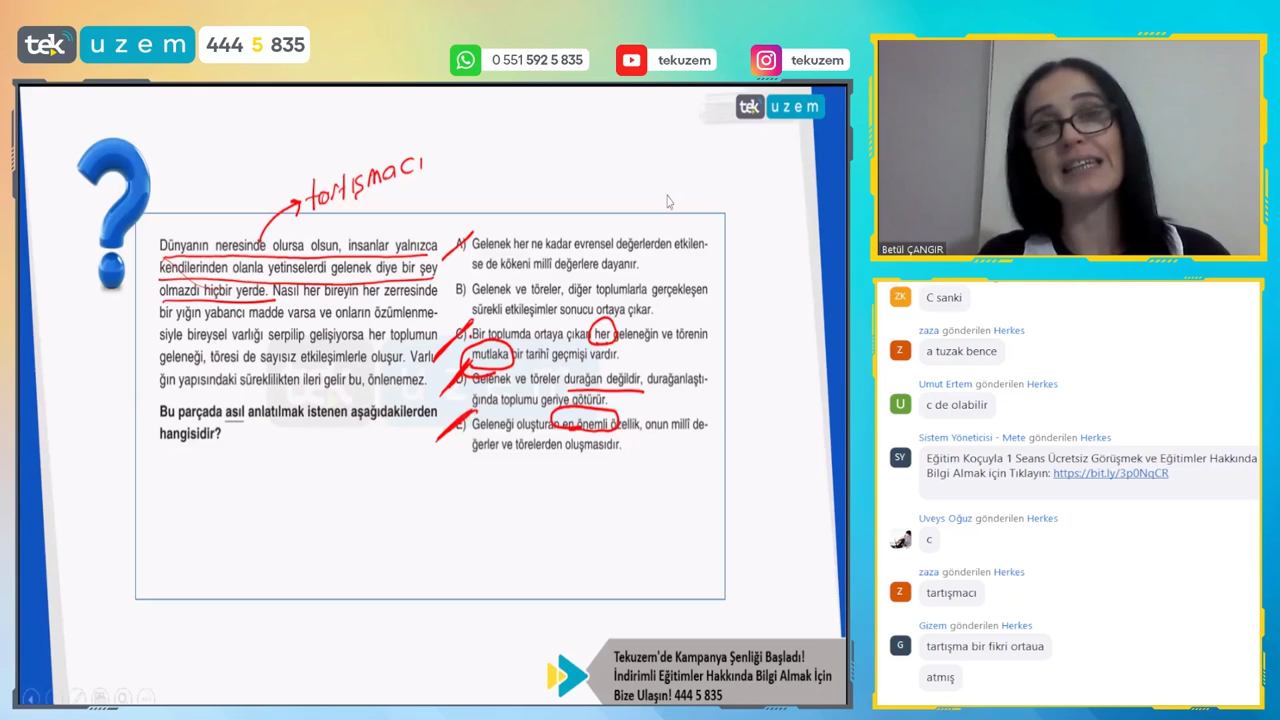 tek uzem 444 5 835
0 551 592 5 835
tekuzem
tekuzem
tek uzem
tartışmacı
Dünyanın neresinde olursa olsun, insanlar yalnızca
kendilerinden olanla yetinselerdi gelenek diye bir şey
olmazdı hiçbir yerde. Nasıl her bireyin her zerresinde
bir yığın yabancı madde varsa ve onların özümlenme-
siyle bireysel varlığı serpilip gelişiyorsa her toplumun
geleneği, töresi de sayısız etkileşimlerle oluşur. Varlı-
ğın yapısındaki süreklilikten ileri gelir bu, önlenemez.
Bu parçada asıl anlatılmak istenen aşağıdakilerden
hangisidir?
A) Gelenek her ne kadar evrensel değerlerden etkilen-
se de kökeni millî değerlere dayanır.
B) Gelenek ve töreler, diğer toplumlarla gerçekleşen
sürekli etkileşimler sonucu ortaya çıkar.
C) Bir toplumda ortaya çıkan her geleneğin ve törenin
mutlaka bir tarihî geçmişi vardır.
D) Gelenek ve töreler durağan değildir, durağanlaştı-
ğında toplumu geriye götürür.
E) Geleneği oluşturan en önemli özellik, onun millî de-
ğerler ve törelerden oluşmasıdır.
Tekuzem'de Kampanya Şenliği Başladı!
İndirimli Eğitimler Hakkında Bilgi Almak İçin
Bize Ulaşın! 444 5 835
Betül ÇANGIR
ZK
C sanki
zaza gönderilen Herkes
Z
a tuzak bence
Umut Ertem gönderilen Herkes
U
c de olabilir
Sistem Yöneticisi - Mete gönderilen Herkes
SY
Eğitim Koçuyla 1 Seans Ücretsiz Görüşmek ve Eğitimler Hakkında
Bilgi Almak için Tıklayın: https://bit.ly/3p0NqCR
Uveys Oğuz gönderilen Herkes
c
zaza gönderilen Herkes
Z
tartışmacı
Gizem gönderilen Herkes
G
tartışma bir fikri ortaua
atmış